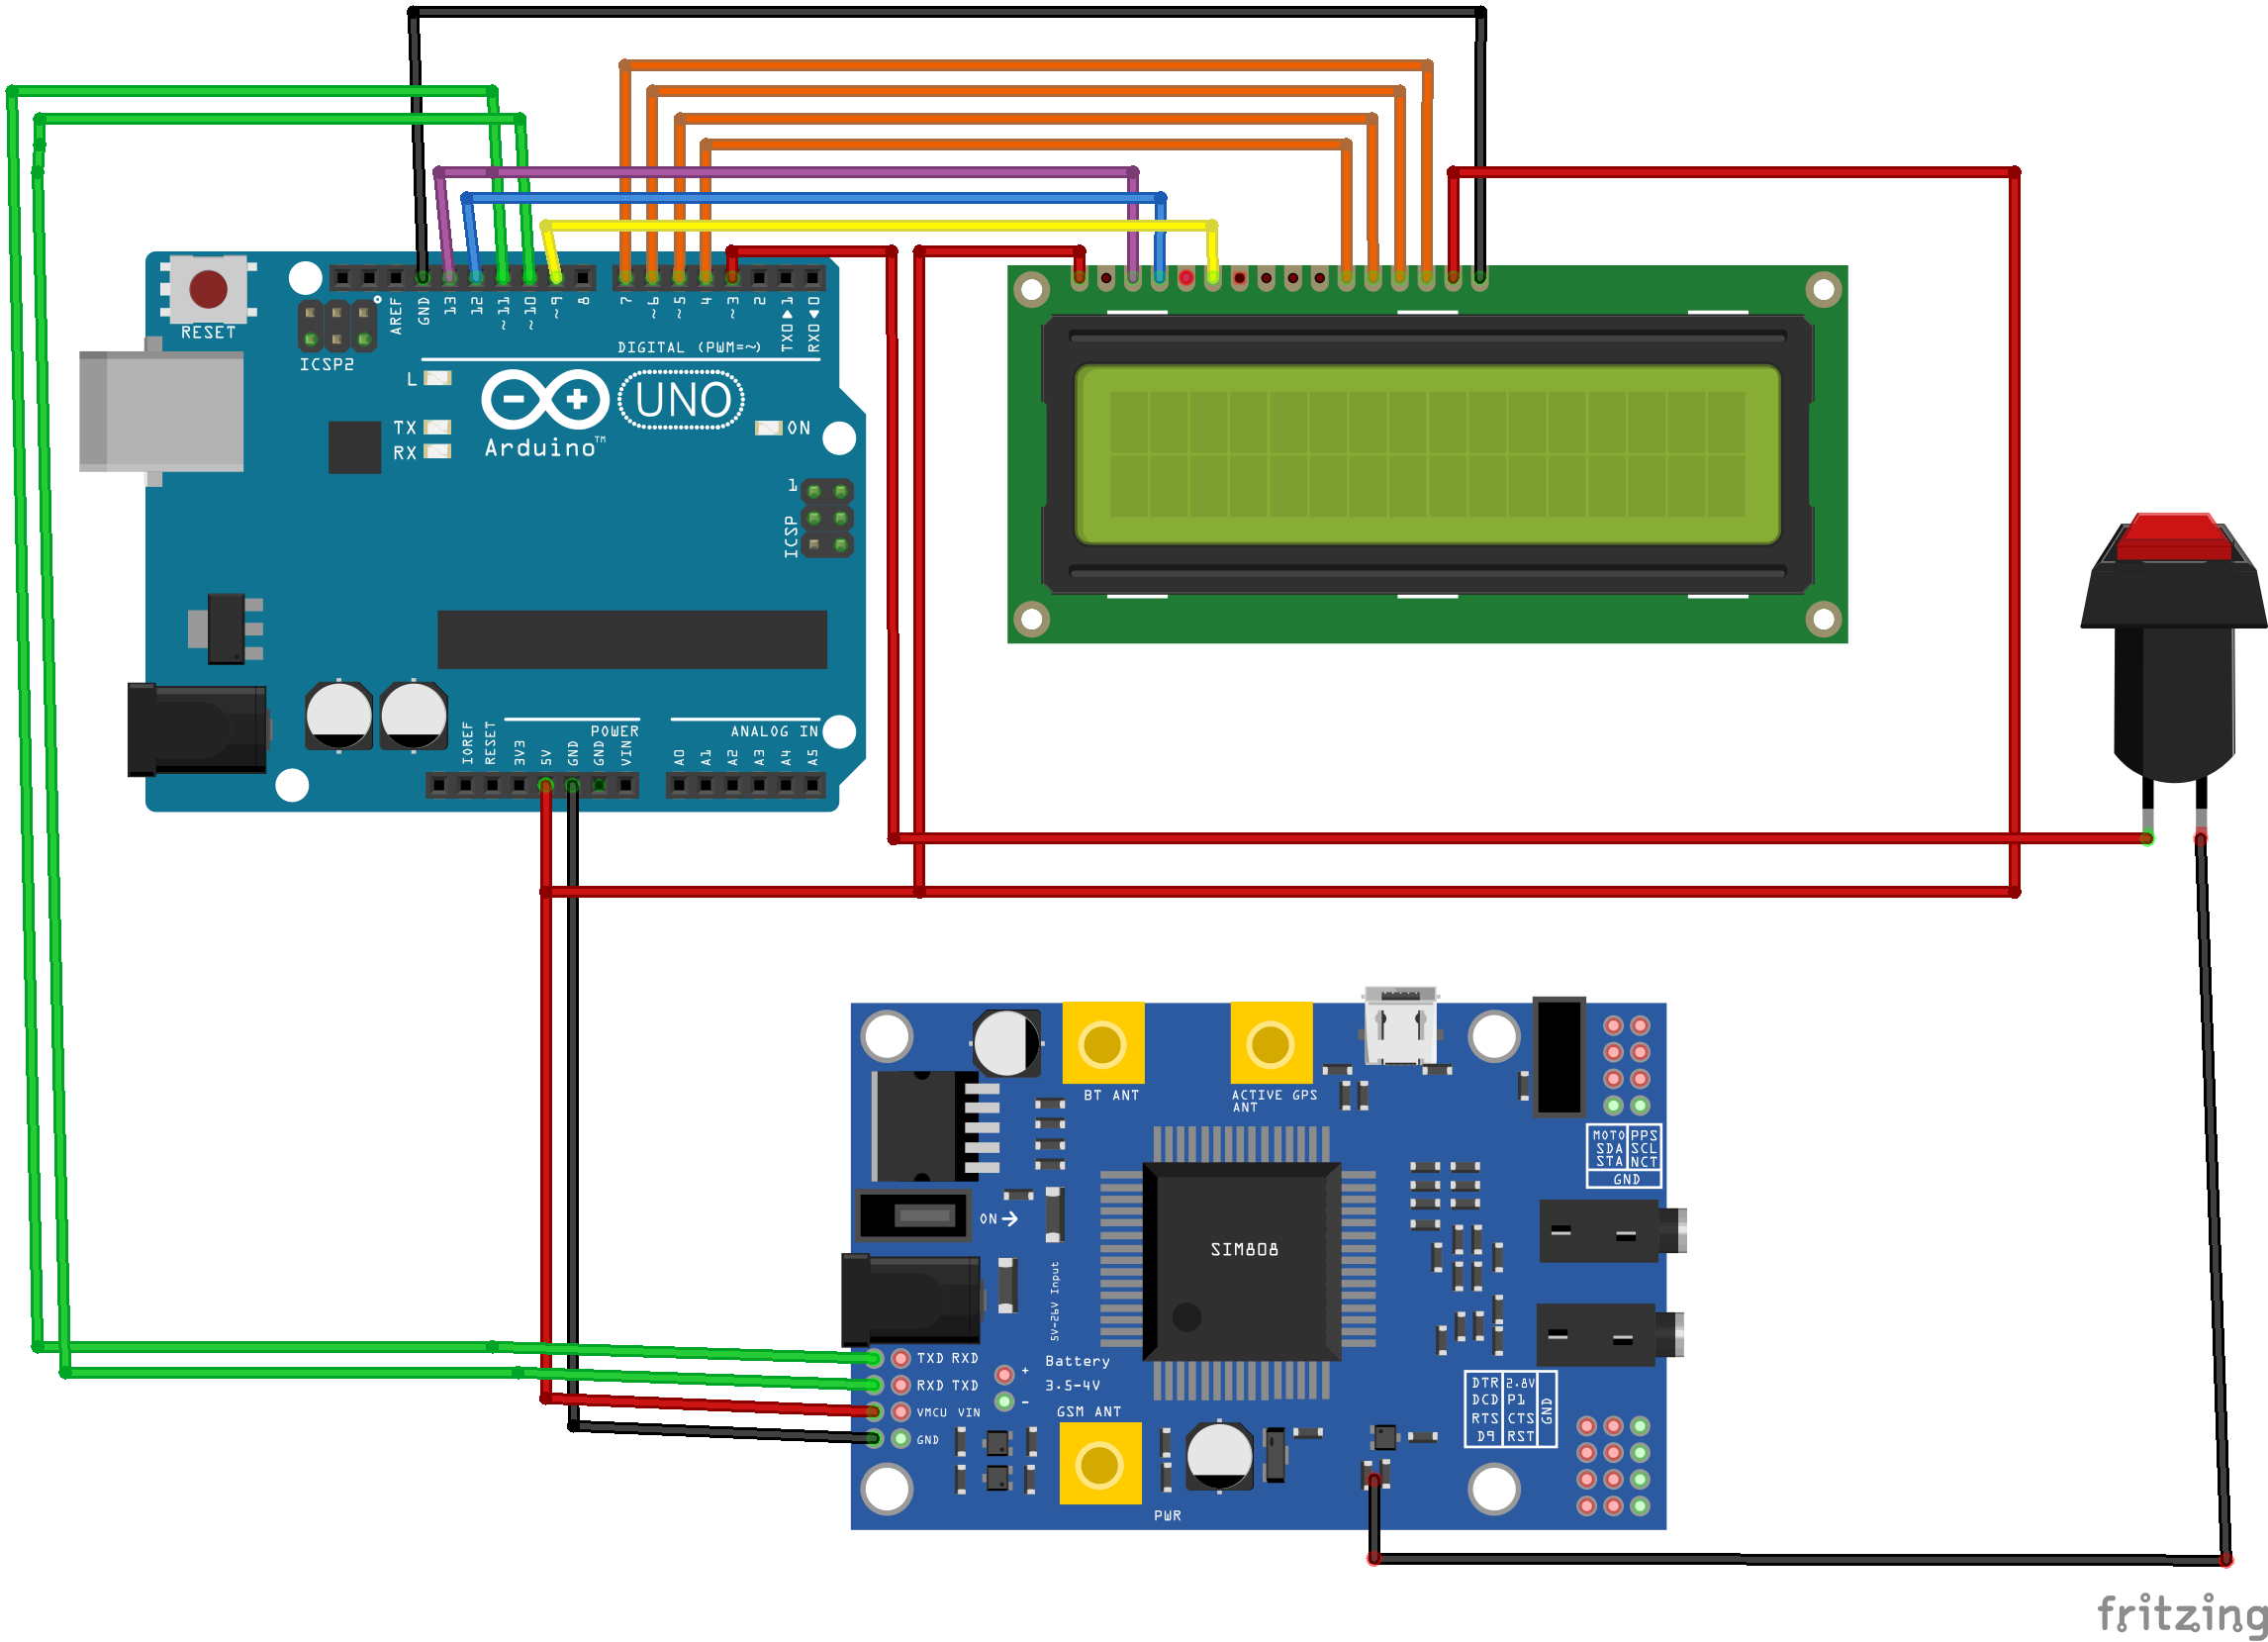 RESET
ICSP2
AREF
GND
13
12
~11
~10
~9
8
7
~6
~5
4
~3
2
TX0 1
RX0 0
DIGITAL (PWM=~)
L
TX
RX
UNO
Arduino™
ON
1
ICSP
IOREF
RESET
3V3
5V
GND
GND
VIN
POWER
ANALOG IN
A0
A1
A2
A3
A4
A5
BT ANT
ACTIVE GPS
ANT
MOTO PPS
SDA SCL
STA NCT
GND
ON
SIM808
5V-26V Input
TXD RXD
RXD TXD
VMCU VIN
GND
+
-
Battery
3.5-4V
GSM ANT
DTR 2.8V
DCD P1
RTS CTS
D9 RST
GND
PWR
fritzing